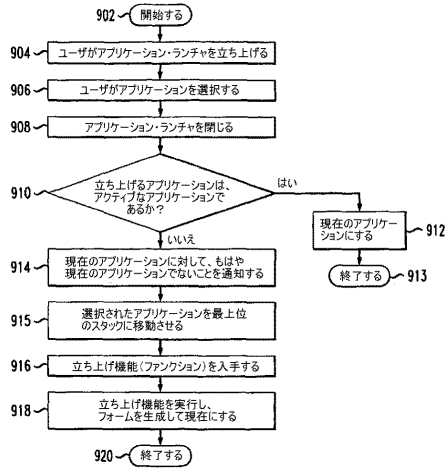 902
開始する
904
ユーザがアプリケーション・ランチャを立ち上げる
906
ユーザがアプリケーションを選択する
908
アプリケーション・ランチャを閉じる
910
立ち上げるアプリケーションは、
アクティブなアプリケーションで
あるか？
はい
現在のアプリケー
ションにする
912
終了する
913
いいえ
914
現在のアプリケーションに対して、もはや
現在のアプリケーションでないことを通知する
915
選択されたアプリケーションを最上位
のスタックに移動させる
916
立ち上げ機能(ファンクション)を入手する
918
立ち上げ機能を実行し、
フォームを生成して現在にする
920
終了する